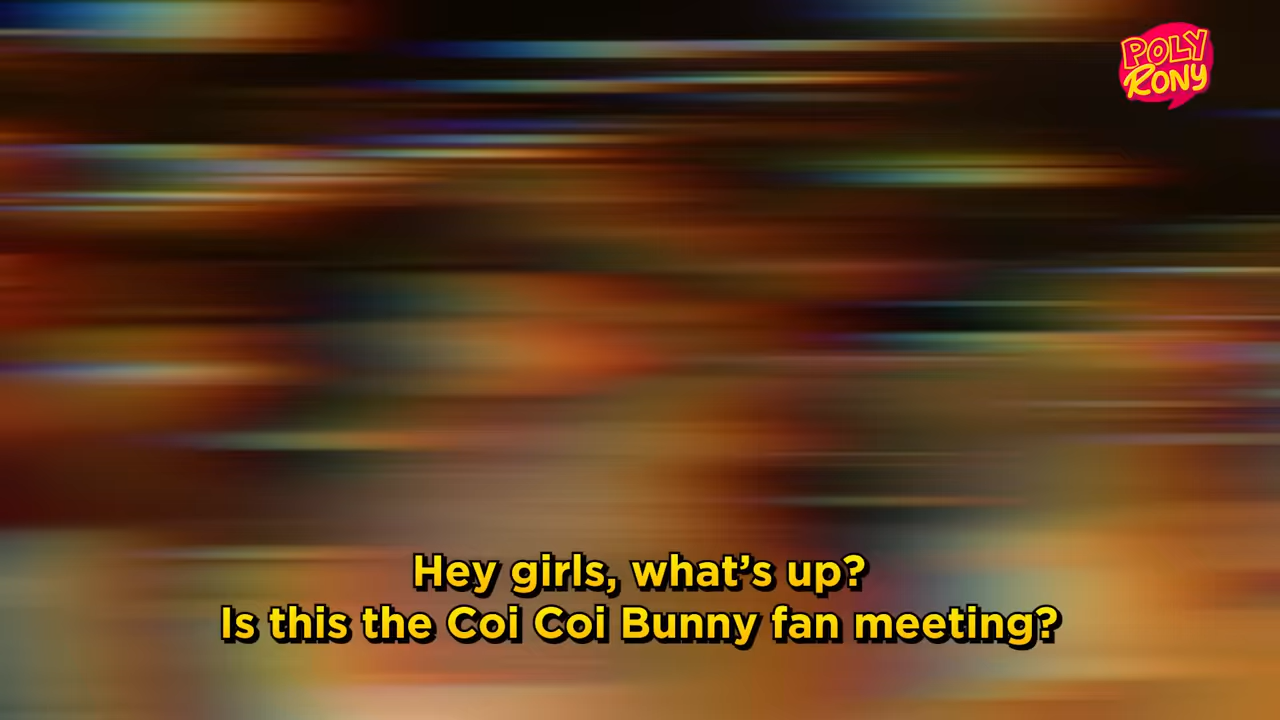 POLY
RONY
Hey girls, what's up?
Is this the Coi Coi Bunny fan meeting?